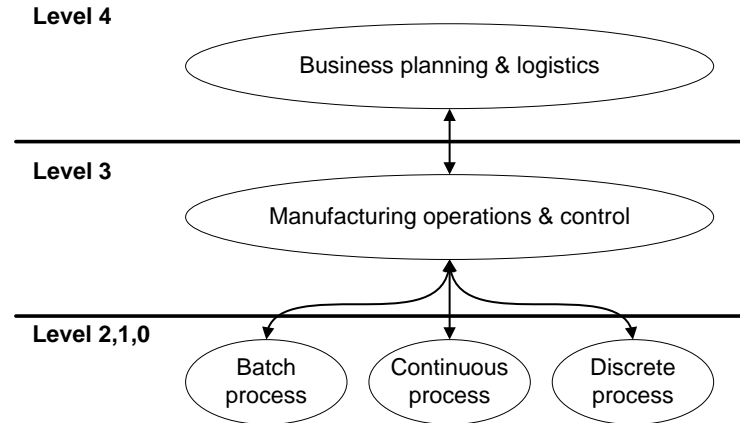 Level 4
Business planning & logistics
Level 3
Manufacturing operations & control
Level 2,1,0
Batch
process
Continuous
process
Discrete
process